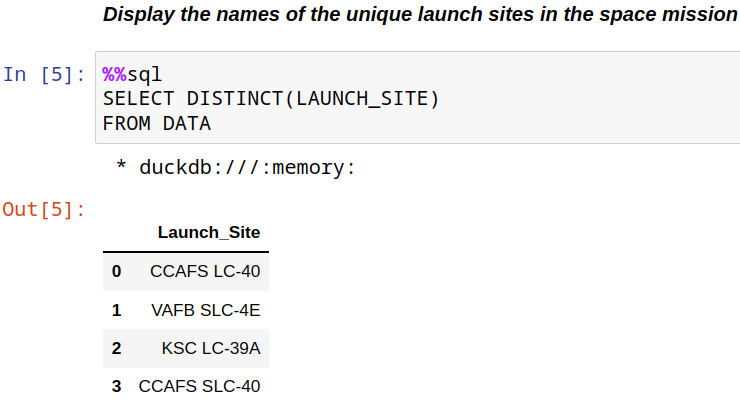 Display the names of the unique launch sites in the space mission
In [5]: %%sql
SELECT DISTINCT(LAUNCH_SITE)
FROM DATA
* duckdb:///:memory:
Out[5]:
Launch_Site
0 CCAFS LC-40
1 VAFB SLC-4E
2 KSC LC-39A
3 CCAFS SLC-40